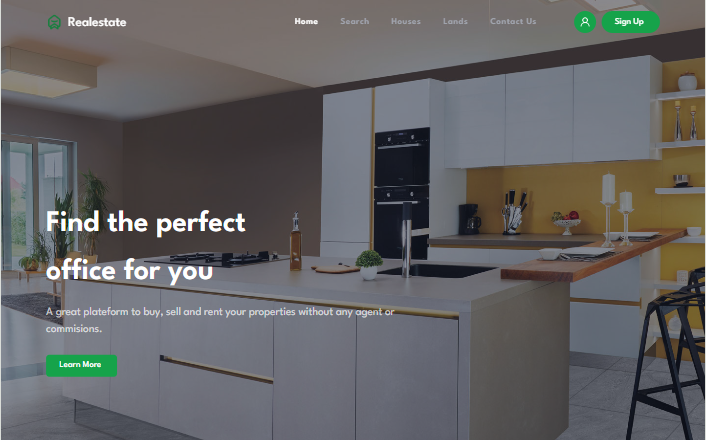 Realestate
Home
Search
Houses
Lands
Contact Us
Sign Up
Find the perfect
office for you
A great plateform to buy, sell and rent your properties without any agent or
commisions.
Learn More